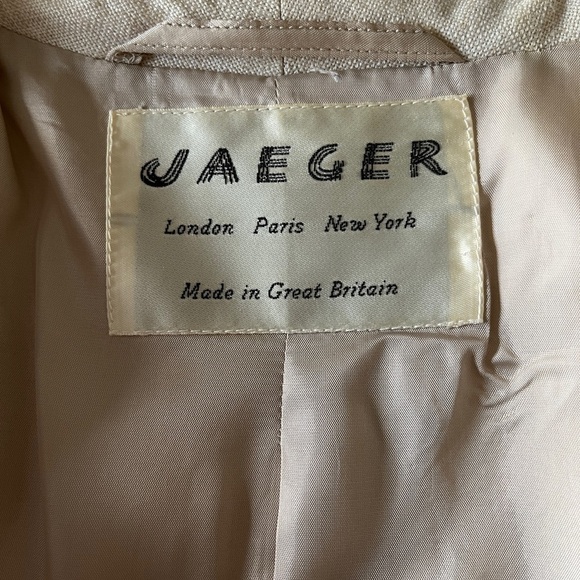 JAEGER
London Paris New York
Made in Great Britain